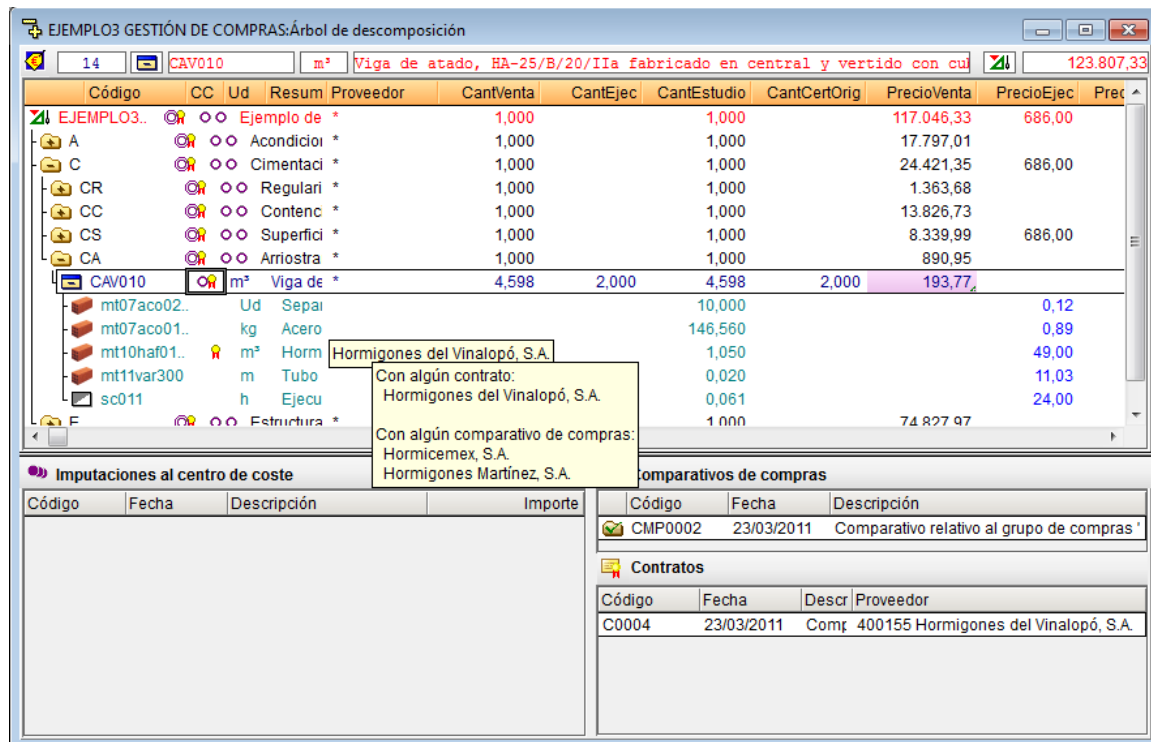 EJEMPLO3 GESTIÓN DE COMPRAS:Árbol de descomposición
14 CAV010 m³ Viga de atado, HA-25/B/20/IIa fabricado en central y vertido con cul 123.807,33
Código CC Ud Resum Proveedor CantVenta CantEjec CantEstudio CantCertOrig PrecioVenta PrecioEjec Prec
EJEMPLO3.. Ejemplo de * 1,000 1,000 117.046,33 686,00
A Acondicioi * 1,000 1,000 17.797,01
C Cimentaci * 1,000 1,000 24.421,35 686,00
CR Regulari * 1,000 1,000 1.363,68
CC Contenc * 1,000 1,000 13.826,73
CS Superfici * 1,000 1,000 8.339,99 686,00
CA Arriostra * 1,000 1,000 890,95
CAV010 m³ Viga de * 4,598 2,000 4,598 2,000 193,77
mt07aco02.. Ud Sepai 10,000 0,12
mt07aco01.. kg Acero 146,560 0,89
mt10haf01.. m³ Horm Hormigones del Vinalopó, S.A. 1,050 49,00
mt11var300 m Tubo 0,020 11,03
sc011 h Ejecu 0,061 24,00
E Estructura * 1,000 74.827,97
Con algún contrato:
Hormigones del Vinalopó, S.A.
Con algún comparativo de compras:
Hormicemex, S.A.
Hormigones Martínez, S.A.
Imputaciones al centro de coste
Código Fecha Descripción Importe
omparativos de compras
Código Fecha Descripción
CMP0002 23/03/2011 Comparativo relativo al grupo de compras '
Contratos
Código Fecha Descr Proveedor
C0004 23/03/2011 Comp 400155 Hormigones del Vinalopó, S.A.